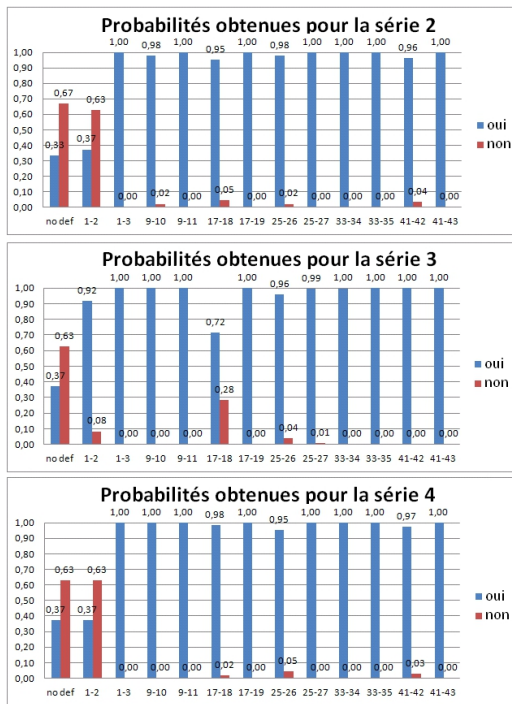 Probabilités obtenues pour la série 2
1,00 0,98 1,00 0,95 1,00 0,98 1,00 1,00 1,00 0,96 1,00
1,00
0,90
0,80
0,70
0,60
0,50
0,40
0,30
0,20
0,10
0,00
0,33 0,67 0,37 0,63 0,00 0,02 0,00 0,05 0,00 0,02 0,00 0,00 0,00 0,04 0,00
oui
non
no def 1-2 1-3 9-10 9-11 17-18 17-19 25-26 25-27 33-34 33-35 41-42 41-43
Probabilités obtenues pour la série 3
0,92 1,00 1,00 1,00 0,72 1,00 0,96 0,99 1,00 1,00 1,00 1,00
1,00
0,90
0,80
0,70
0,60
0,50
0,40
0,30
0,20
0,10
0,00
0,37 0,63 0,08 0,00 0,00 0,00 0,28 0,00 0,04 0,01 0,00 0,00 0,00 0,00
oui
non
no def 1-2 1-3 9-10 9-11 17-18 17-19 25-26 25-27 33-34 33-35 41-42 41-43
Probabilités obtenues pour la série 4
1,00 1,00 1,00 0,98 1,00 0,95 1,00 1,00 1,00 0,97 1,00
1,00
0,90
0,80
0,70
0,60
0,50
0,40
0,30
0,20
0,10
0,00
0,37 0,63 0,37 0,63 0,00 0,00 0,00 0,02 0,00 0,05 0,00 0,00 0,00 0,03 0,00
oui
non
no def 1-2 1-3 9-10 9-11 17-18 17-19 25-26 25-27 33-34 33-35 41-42 41-43